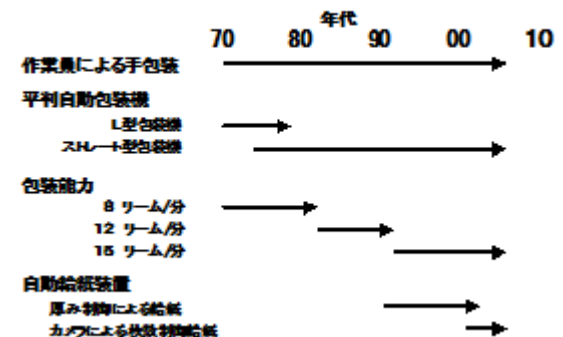 年代
70 80 90 00 10
作業員による手包装
平判自動包装機
L型包装機
ストレート型包装機
包装能力
8 リーム/分
12 リーム/分
15 リーム/分
自動給紙装置
厚み制御による給紙
カメラによる枚数制御給紙